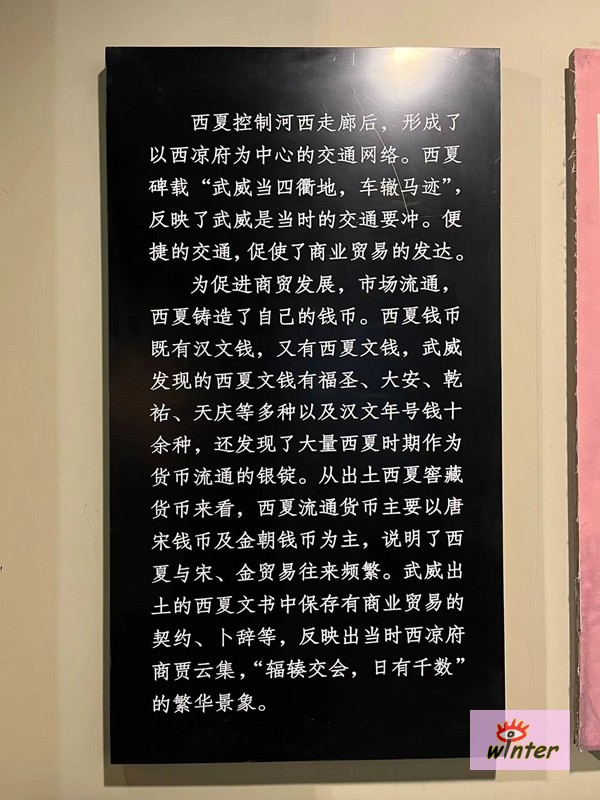 西夏控制河西走廊后，形成了
以西凉府为中心的交通网络。西夏
碑载“武威当四衢地，车辙马迹”，
反映了武威是当时的交通要冲。便
捷的交通，促使了商业贸易的发达。
为促进商贸发展，市场流通，
西夏铸造了自己的钱币。西夏钱币
既有汉文钱，又有西夏文钱，武威
发现的西夏文钱有福圣、大安、乾
祐、天庆等多种以及汉文年号钱十
余种，还发现了大量西夏时期作为
货币流通的银锭。从出土西夏窖藏
货币来看，西夏流通货币主要以唐
宋钱币及金朝钱币为主，说明了西
夏与宋、金贸易往来频繁。武威出
土的西夏文书中保存有商业贸易的
契约、卜辞等，反映出当时西凉府
商贾云集，“辐辏交会，日有千数”
的繁华景象。
winter